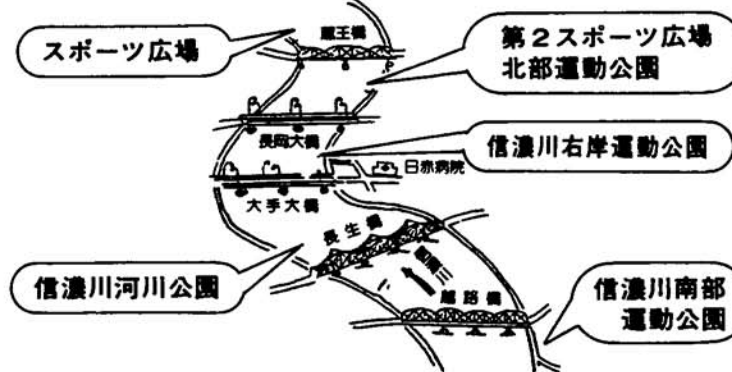 蔵王橋
スポーツ広場
第2スポーツ広場
北部運動公園
長岡大橋
信濃川右岸運動公園
日赤病院
大手大橋
長生橋
信濃川
信濃川河川公園
越路橋
信濃川南部
運動公園